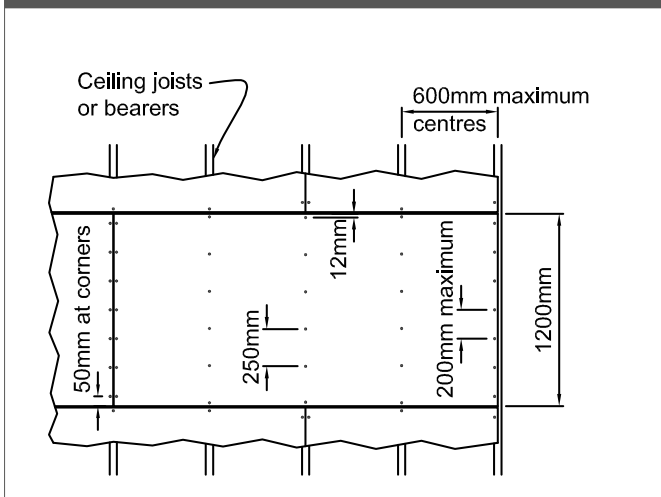 Ceiling joists
or bearers
600mm maximum
centres
50mm at corners
250mm
12mm
200mm maximum
1200mm